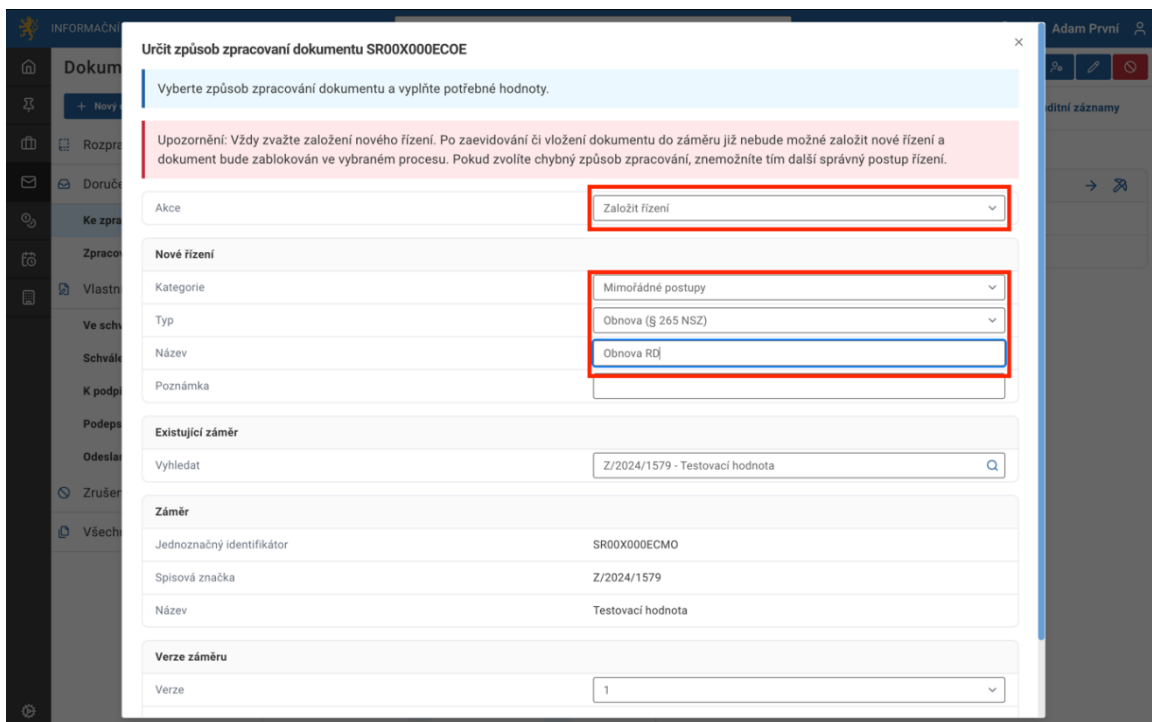 INFORMAČNÍ
Adam První
Dokum
+ Nový
ditní záznamy
Rozpra
Doruče
Ke zpra
Zpracov
Vlastn
Ve schv
Schvále
K podpi
Podeps
Odeslan
Zrušen
Všechn
Určit způsob zpracovaní dokumentu SR00X000ECOE
Vyberte způsob zpracování dokumentu a vyplňte potřebné hodnoty.
Upozornění: Vždy zvažte založení nového řízení. Po zaevidování či vložení dokumentu do záměru již nebude možné založit nové řízení a
dokument bude zablokován ve vybraném procesu. Pokud zvolíte chybný způsob zpracování, znemožníte tím další správný postup řízení.
Akce Založit řízení
Nové řízení
Kategorie Mimořádné postupy
Typ Obnova (§ 265 NSZ)
Název Obnova RD
Poznámka
Existující záměr
Vyhledat Z/2024/1579 - Testovací hodnota
Záměr
Jednoznačný identifikátor SR00X000ECMO
Spisová značka Z/2024/1579
Název Testovací hodnota
Verze záměru
Verze 1